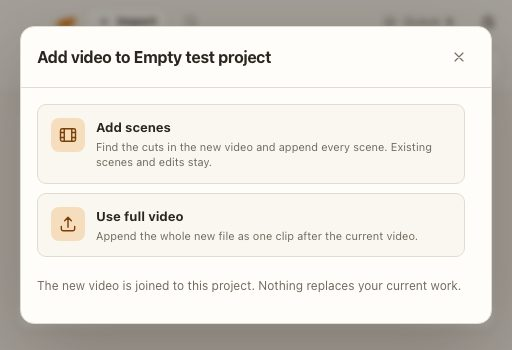 Add video to Empty test project
Add scenes
Find the cuts in the new video and append every scene. Existing
scenes and edits stay.
Use full video
Append the whole new file as one clip after the current video.
The new video is joined to this project. Nothing replaces your current work.